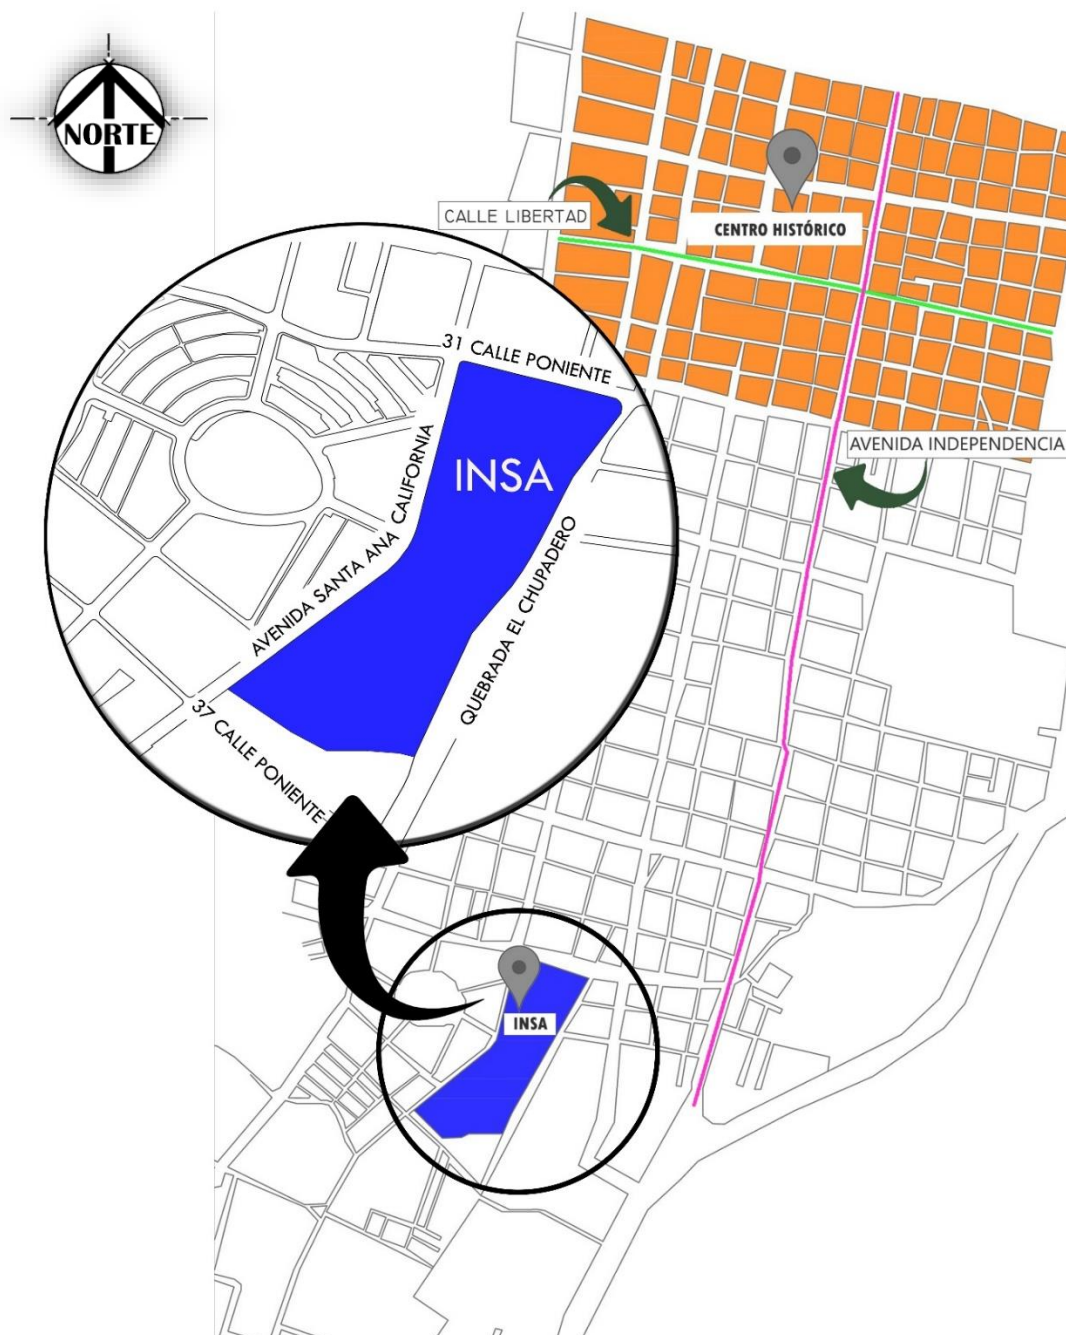 NORTE
CALLE LIBERTAD
CENTRO HISTÓRICO
31 CALLE PONIENTE
AVENIDA INDEPENDENCIA
INSA
AVENIDA SANTA ANA CALIFORNIA
QUEBRADA EL CHUPADERO
37 CALLE PONIENTE
INSA